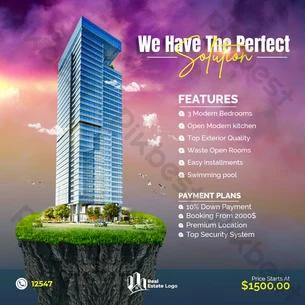 We Have The Perfect
Solution
FEATURES
3 Modern Bedrooms
Open Modern kitchen
Top Exterior Quality
Waste Open Rooms
Easy installments
Swimming pool
PAYMENT PLANS
10% Down Payment
Booking From 2000$
Premium Location
Top Security System
12547
Real
Estate Logo
Price Starts At
$1500,00